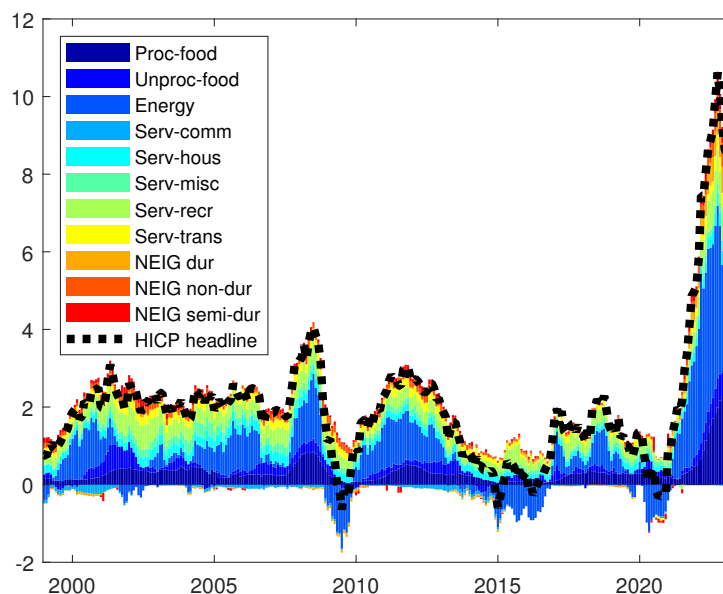 12
10
8
6
4
2
0
-2
Proc-food
Unproc-food
Energy
Serv-comm
Serv-hous
Serv-misc
Serv-recr
Serv-trans
NEIG dur
NEIG non-dur
NEIG semi-dur
HICP headline
2000 2005 2010 2015 2020